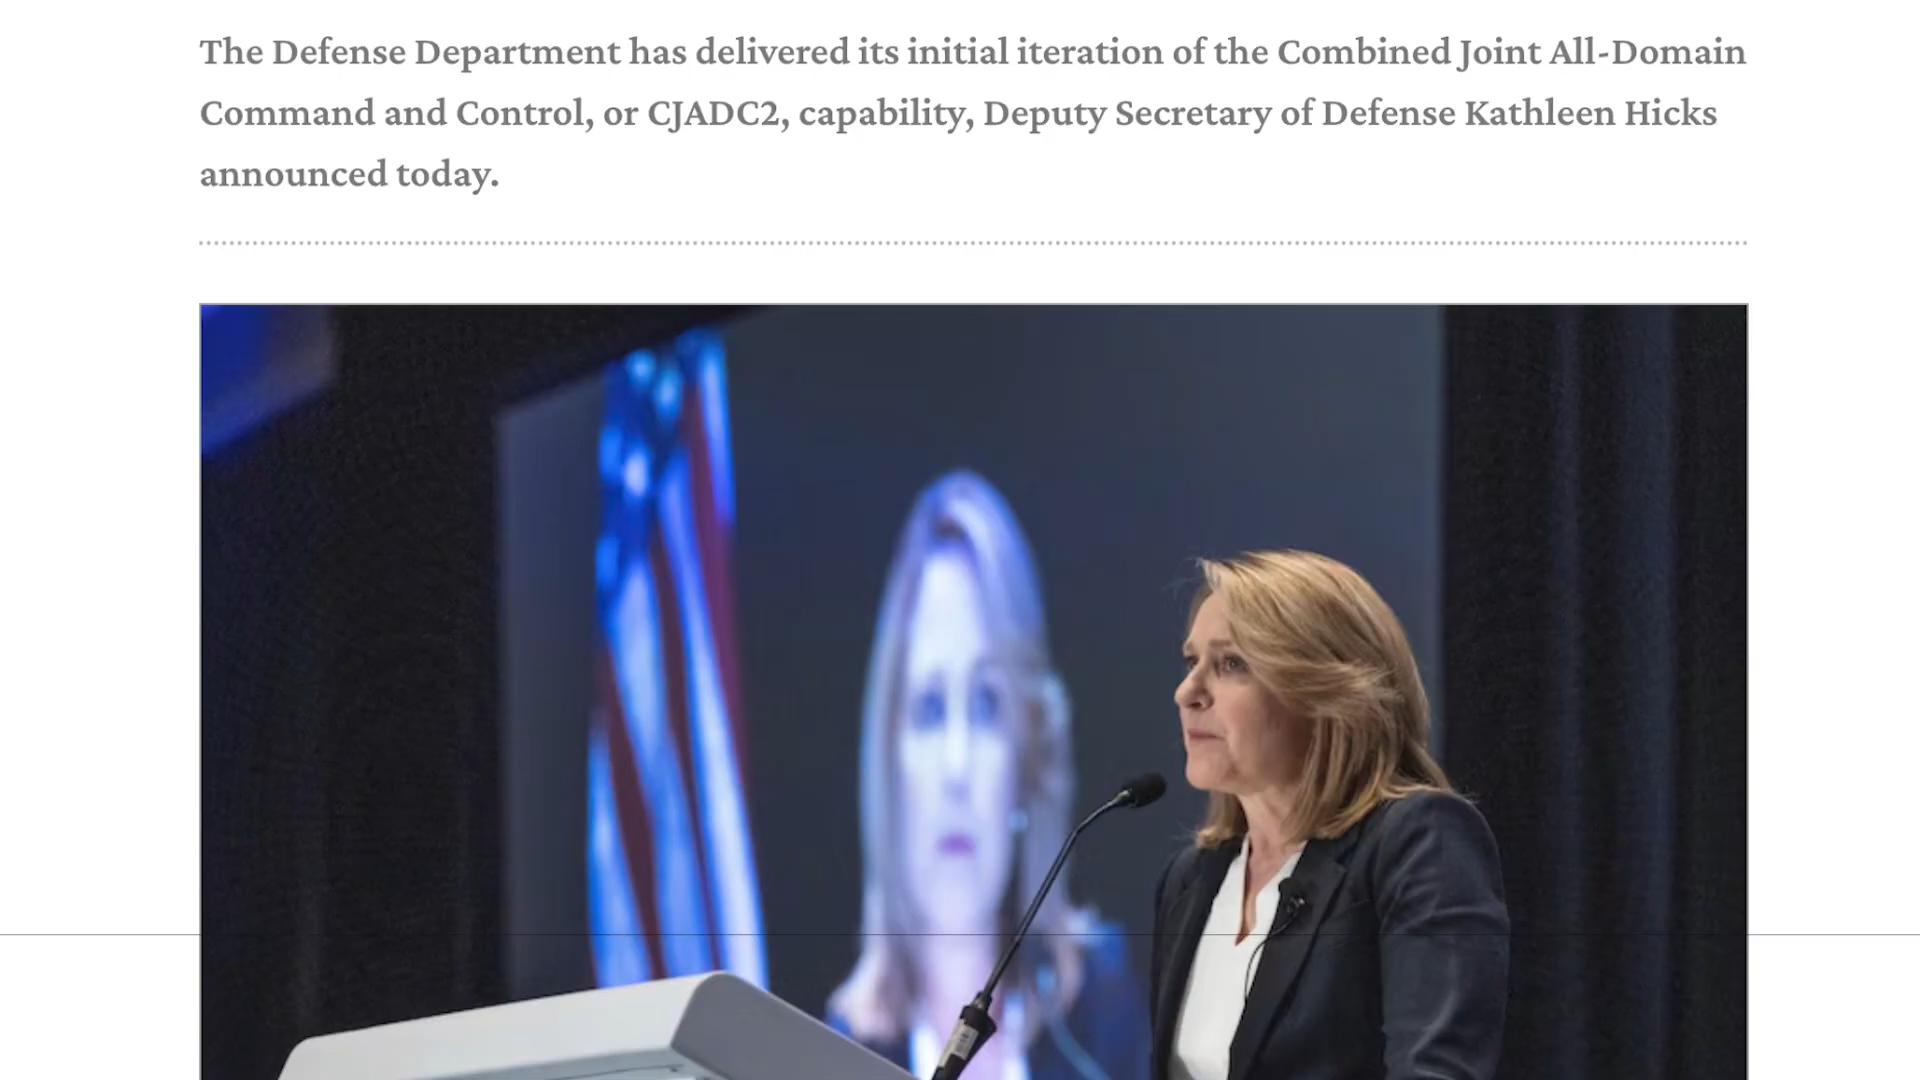 The Defense Department has delivered its initial iteration of the Combined Joint All-Domain
Command and Control, or CJADC2, capability, Deputy Secretary of Defense Kathleen Hicks
announced today.